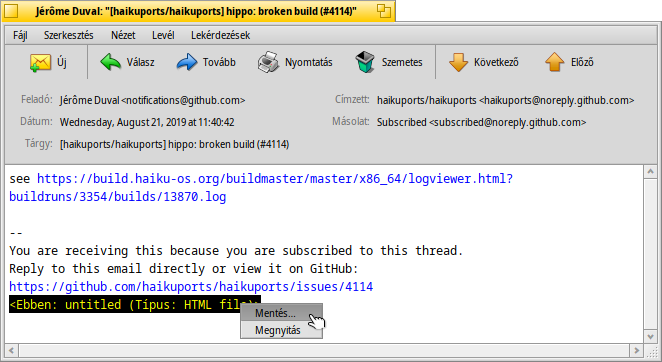 Jérôme Duval: "[haikuports/haikuports] hippo: broken build (#4114)"
Fájl Szerkesztés Nézet Levél Lekérdezések
Új Válasz Tovább Nyomtatás Szemetes Következő Előző
Feladó: Jérôme Duval <notifications@github.com> Címzett: haikuports/haikuports <haikuports@noreply.github.com>
Dátum: Wednesday, August 21, 2019 at 11:40:42 Másolat: Subscribed <subscribed@noreply.github.com>
Tárgy: [haikuports/haikuports] hippo: broken build (#4114)
see https://build.haiku-os.org/buildmaster/master/x86_64/logviewer.html?
buildruns/3354/builds/13870.log
--
You are receiving this because you are subscribed to this thread.
Reply to this email directly or view it on GitHub:
https://github.com/haikuports/haikuports/issues/4114
<Ebben: untitled (Típus: HTML file)>
Mentés...
Megnyitás